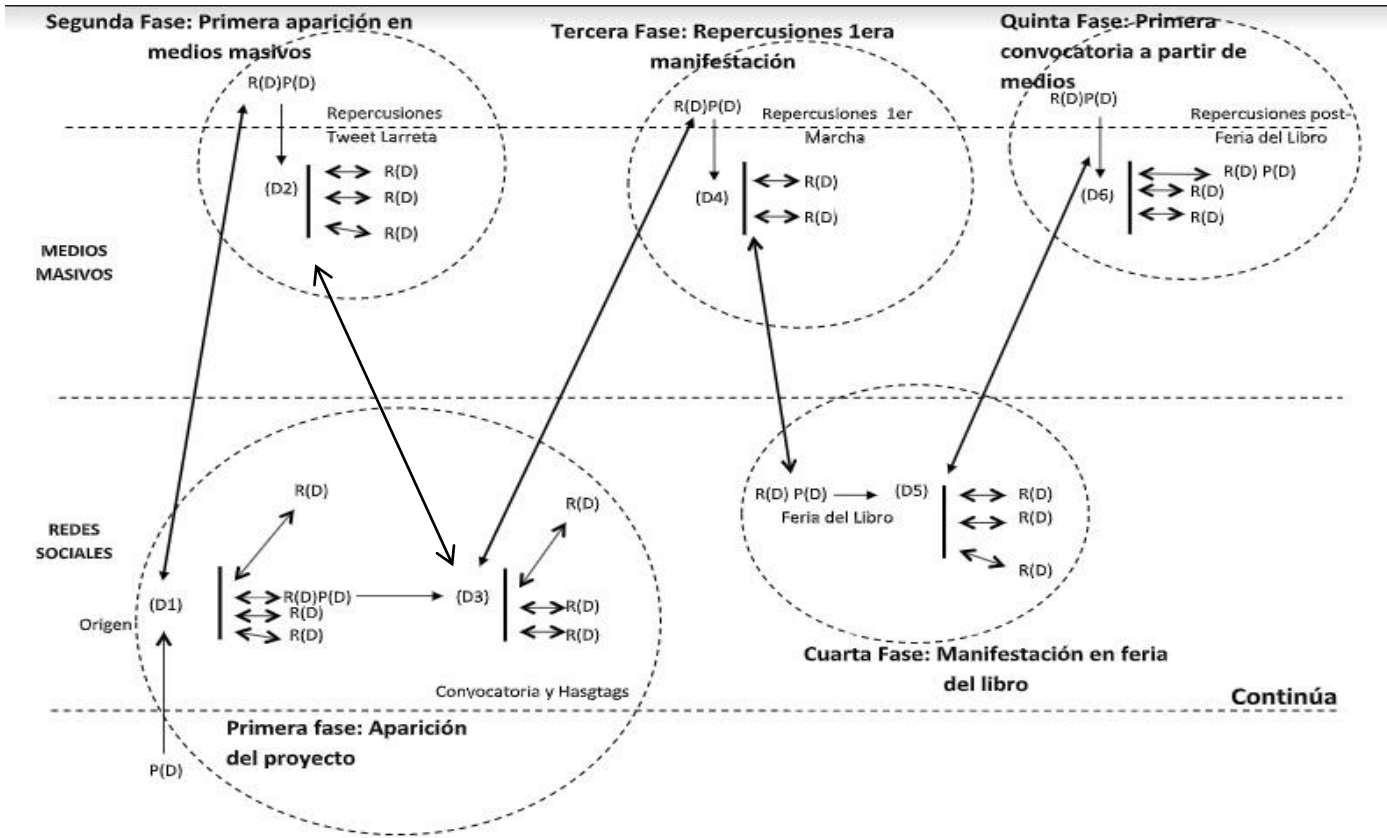 Segunda Fase: Primera aparición en
medios masivos
Tercera Fase: Repercusiones 1era
manifestación
Quinta Fase: Primera
convocatoria a partir de
medios
R(D)P(D)
Repercusiones
Tweet Larreta
(D2)
R(D)
R(D)
R(D)
R(D)P(D)
Repercusiones 1er
Marcha
(D4)
R(D)
R(D)
R(D)P(D)
Repercusiones post-
Feria del Libro
(D6)
R(D) P(D)
R(D)
R(D)
MEDIOS
MASIVOS
REDES
SOCIALES
R(D)
(D1)
Origen
R(D)P(D)
R(D)
R(D)
P(D)
R(D)
(D3)
R(D)
R(D)
Convocatoria y Hasgtags
Primera fase: Aparición
del proyecto
R(D) P(D)
Feria del Libro
(D5)
R(D)
R(D)
R(D)
Cuarta Fase: Manifestación en feria
del libro
Continúa